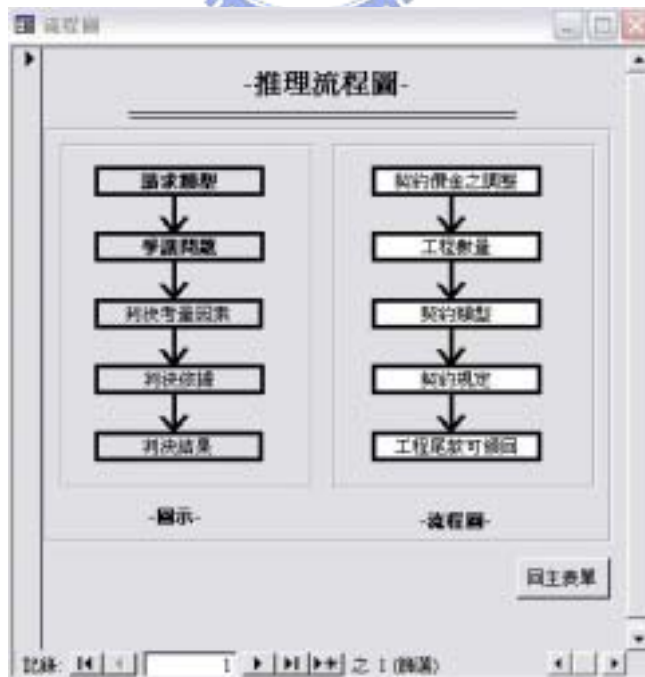 流程圖
-推理流程圖-
請求類型
爭議問題
判決考量因素
判決依據
判決結果
-圖示-
契約價金之調整
工程數量
契約類型
契約規定
工程尾款可領回
-流程圖-
回主表單
記錄: 1 之 1 (篩選)